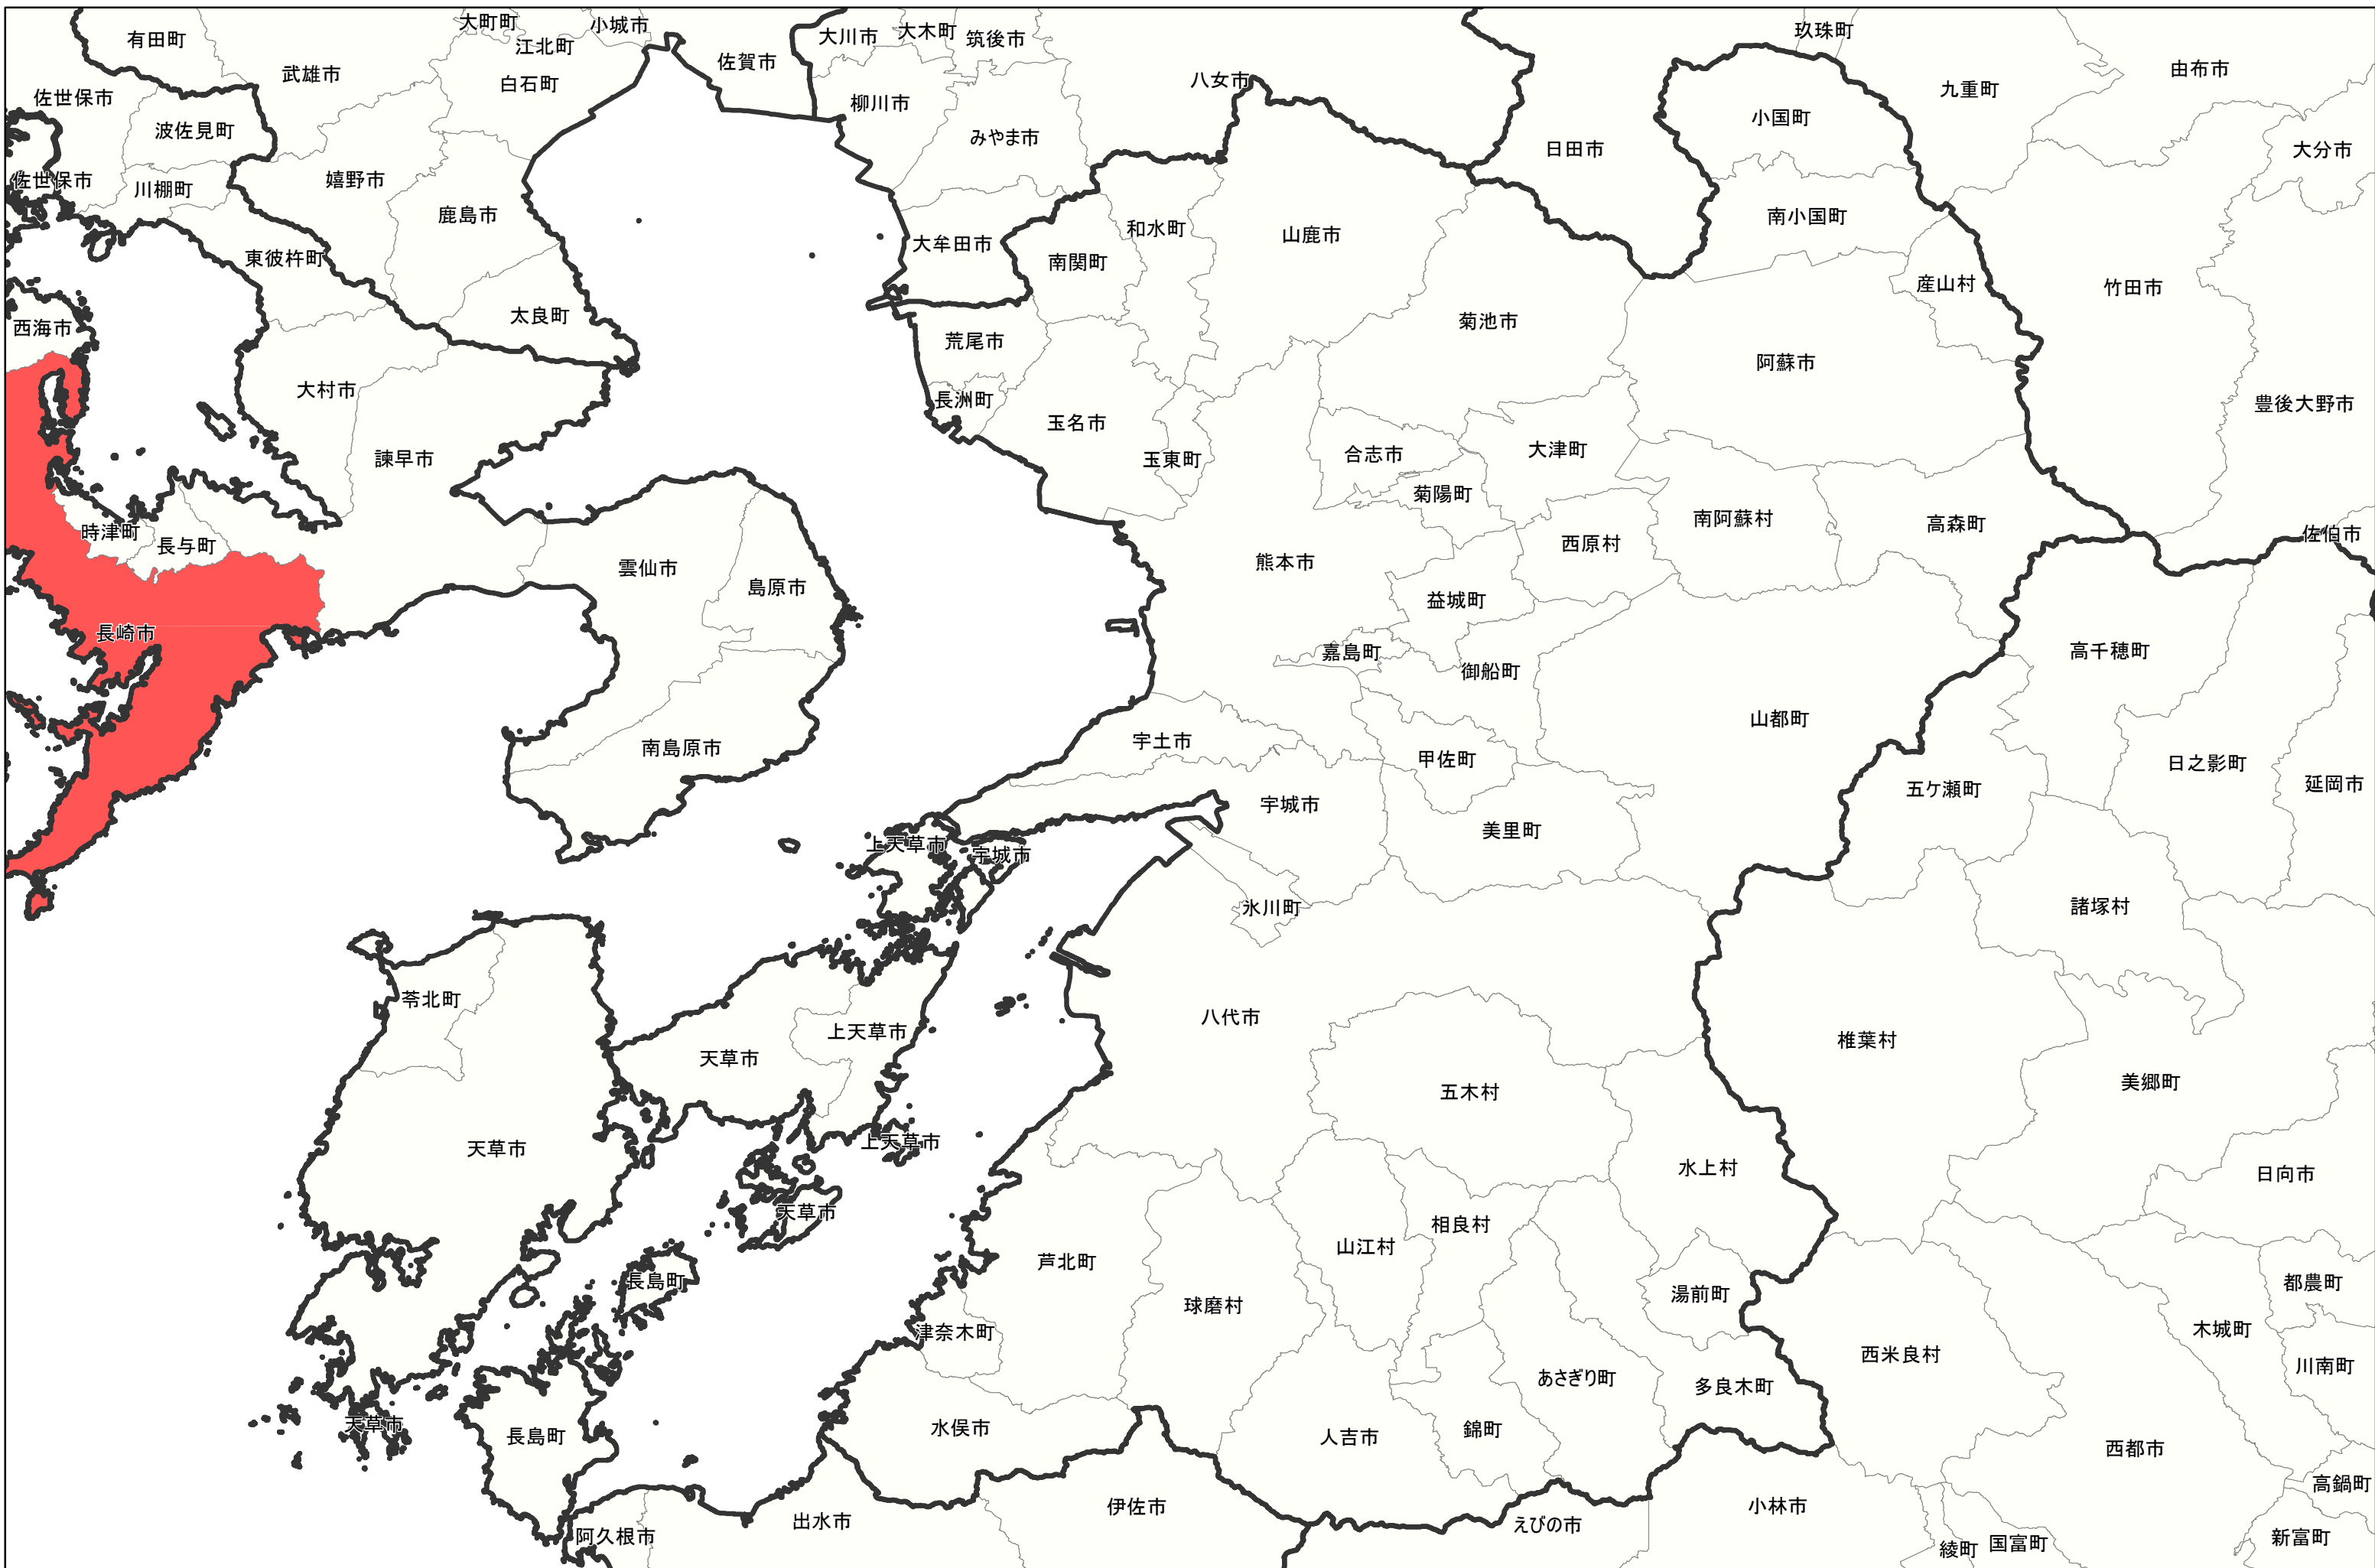 有田町
大町町
小城市
江北町
佐賀市
大川市
大木町
筑後市
玖珠町
武雄市
白石町
八女市
由布市
佐世保市
柳川市
九重町
波佐見町
みやま市
小国町
日田市
大分市
佐世保市
川棚町
嬉野市
鹿島市
南小国町
和水町
山鹿市
東彼杵町
大牟田市
南関町
産山村
竹田市
西海市
太良町
荒尾市
菊池市
阿蘇市
大村市
長洲町
玉名市
豊後大野市
諫早市
玉東町
合志市
大津町
菊陽町
南阿蘇村
高森町
時津町
長与町
西原村
佐伯市
雲仙市
島原市
熊本市
益城町
長崎市
嘉島町
御船町
高千穂町
山都町
南島原市
宇土市
甲佐町
日之影町
五ケ瀬町
延岡市
宇城市
美里町
上天草市
宇城市
氷川町
諸塚村
苓北町
八代市
上天草市
椎葉村
天草市
五木村
美郷町
天草市
上天草市
水上村
日向市
天草市
相良村
山江村
芦北町
長島町
湯前町
都農町
球磨村
津奈木町
木城町
西米良村
川南町
あさぎり町
多良木町
天草市
水俣市
錦町
長島町
人吉市
西都市
高鍋町
伊佐市
小林市
出水市
えびの市
阿久根市
国富町
綾町
新富町